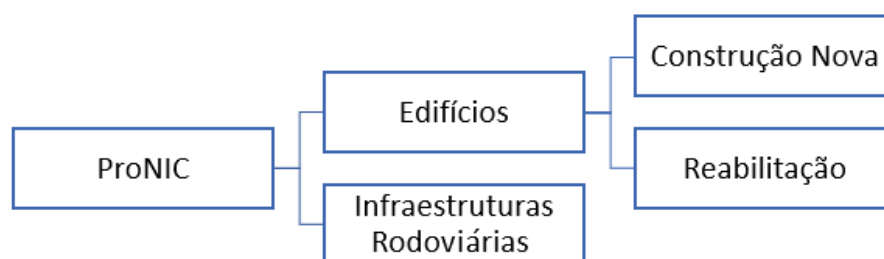 ProNIC
Edifícios
Infraestruturas
Rodoviárias
Construção Nova
Reabilitação